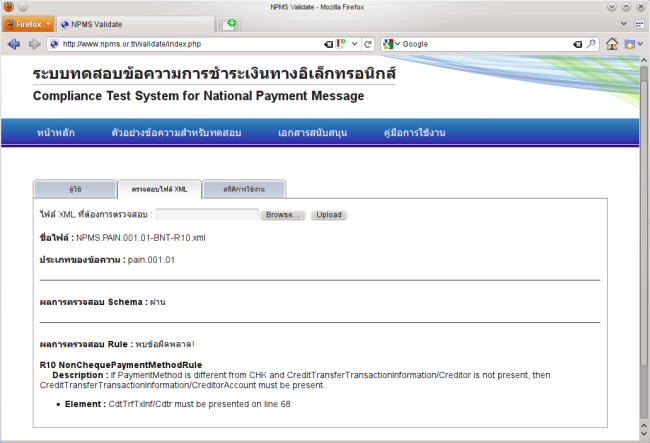 NPMS Validate - Mozilla Firefox
Firefox
NPMS Validate
http://www.npms.or.th/validate/index.php
Google
ระบบทดสอบข้อความการชำระเงินทางอิเล็กทรอนิกส์
Compliance Test System for National Payment Message
หน้าหลัก ตัวอย่างข้อความสำหรับทดสอบ เอกสารสนับสนุน คู่มือการใช้งาน
ผู้ใช้ ตรวจสอบไฟล์ XML สถิติการใช้งาน
ไฟล์ XML ที่ต้องการตรวจสอบ : Browse... Upload
ชื่อไฟล์ : NPMS.PAIN.001.01-BNT-R10.xml
ประเภทของข้อความ : pain.001.01
ผลการตรวจสอบ Schema : ผ่าน
ผลการตรวจสอบ Rule : พบข้อผิดพลาด!
R10 NonChequePaymentMethodRule
Description : If PaymentMethod is different from CHK and CreditTransferTransactionInformation/Creditor is not present, then
CreditTransferTransactionInformation/CreditorAccount must be present.
• Element : CdtTrfTxInf/Cdtr must be presented on line 68